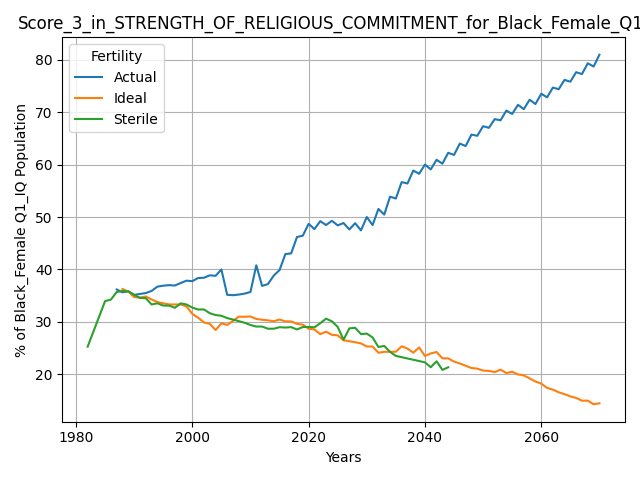 Score_3_in_STRENGTH_OF_RELIGIOUS_COMMITMENT_for_Black_Female_Q1
Fertility
Actual
Ideal
Sterile
% of Black_Female Q1_IQ Population
80
70
60
50
40
30
20
1980
2000
2020
2040
2060
Years